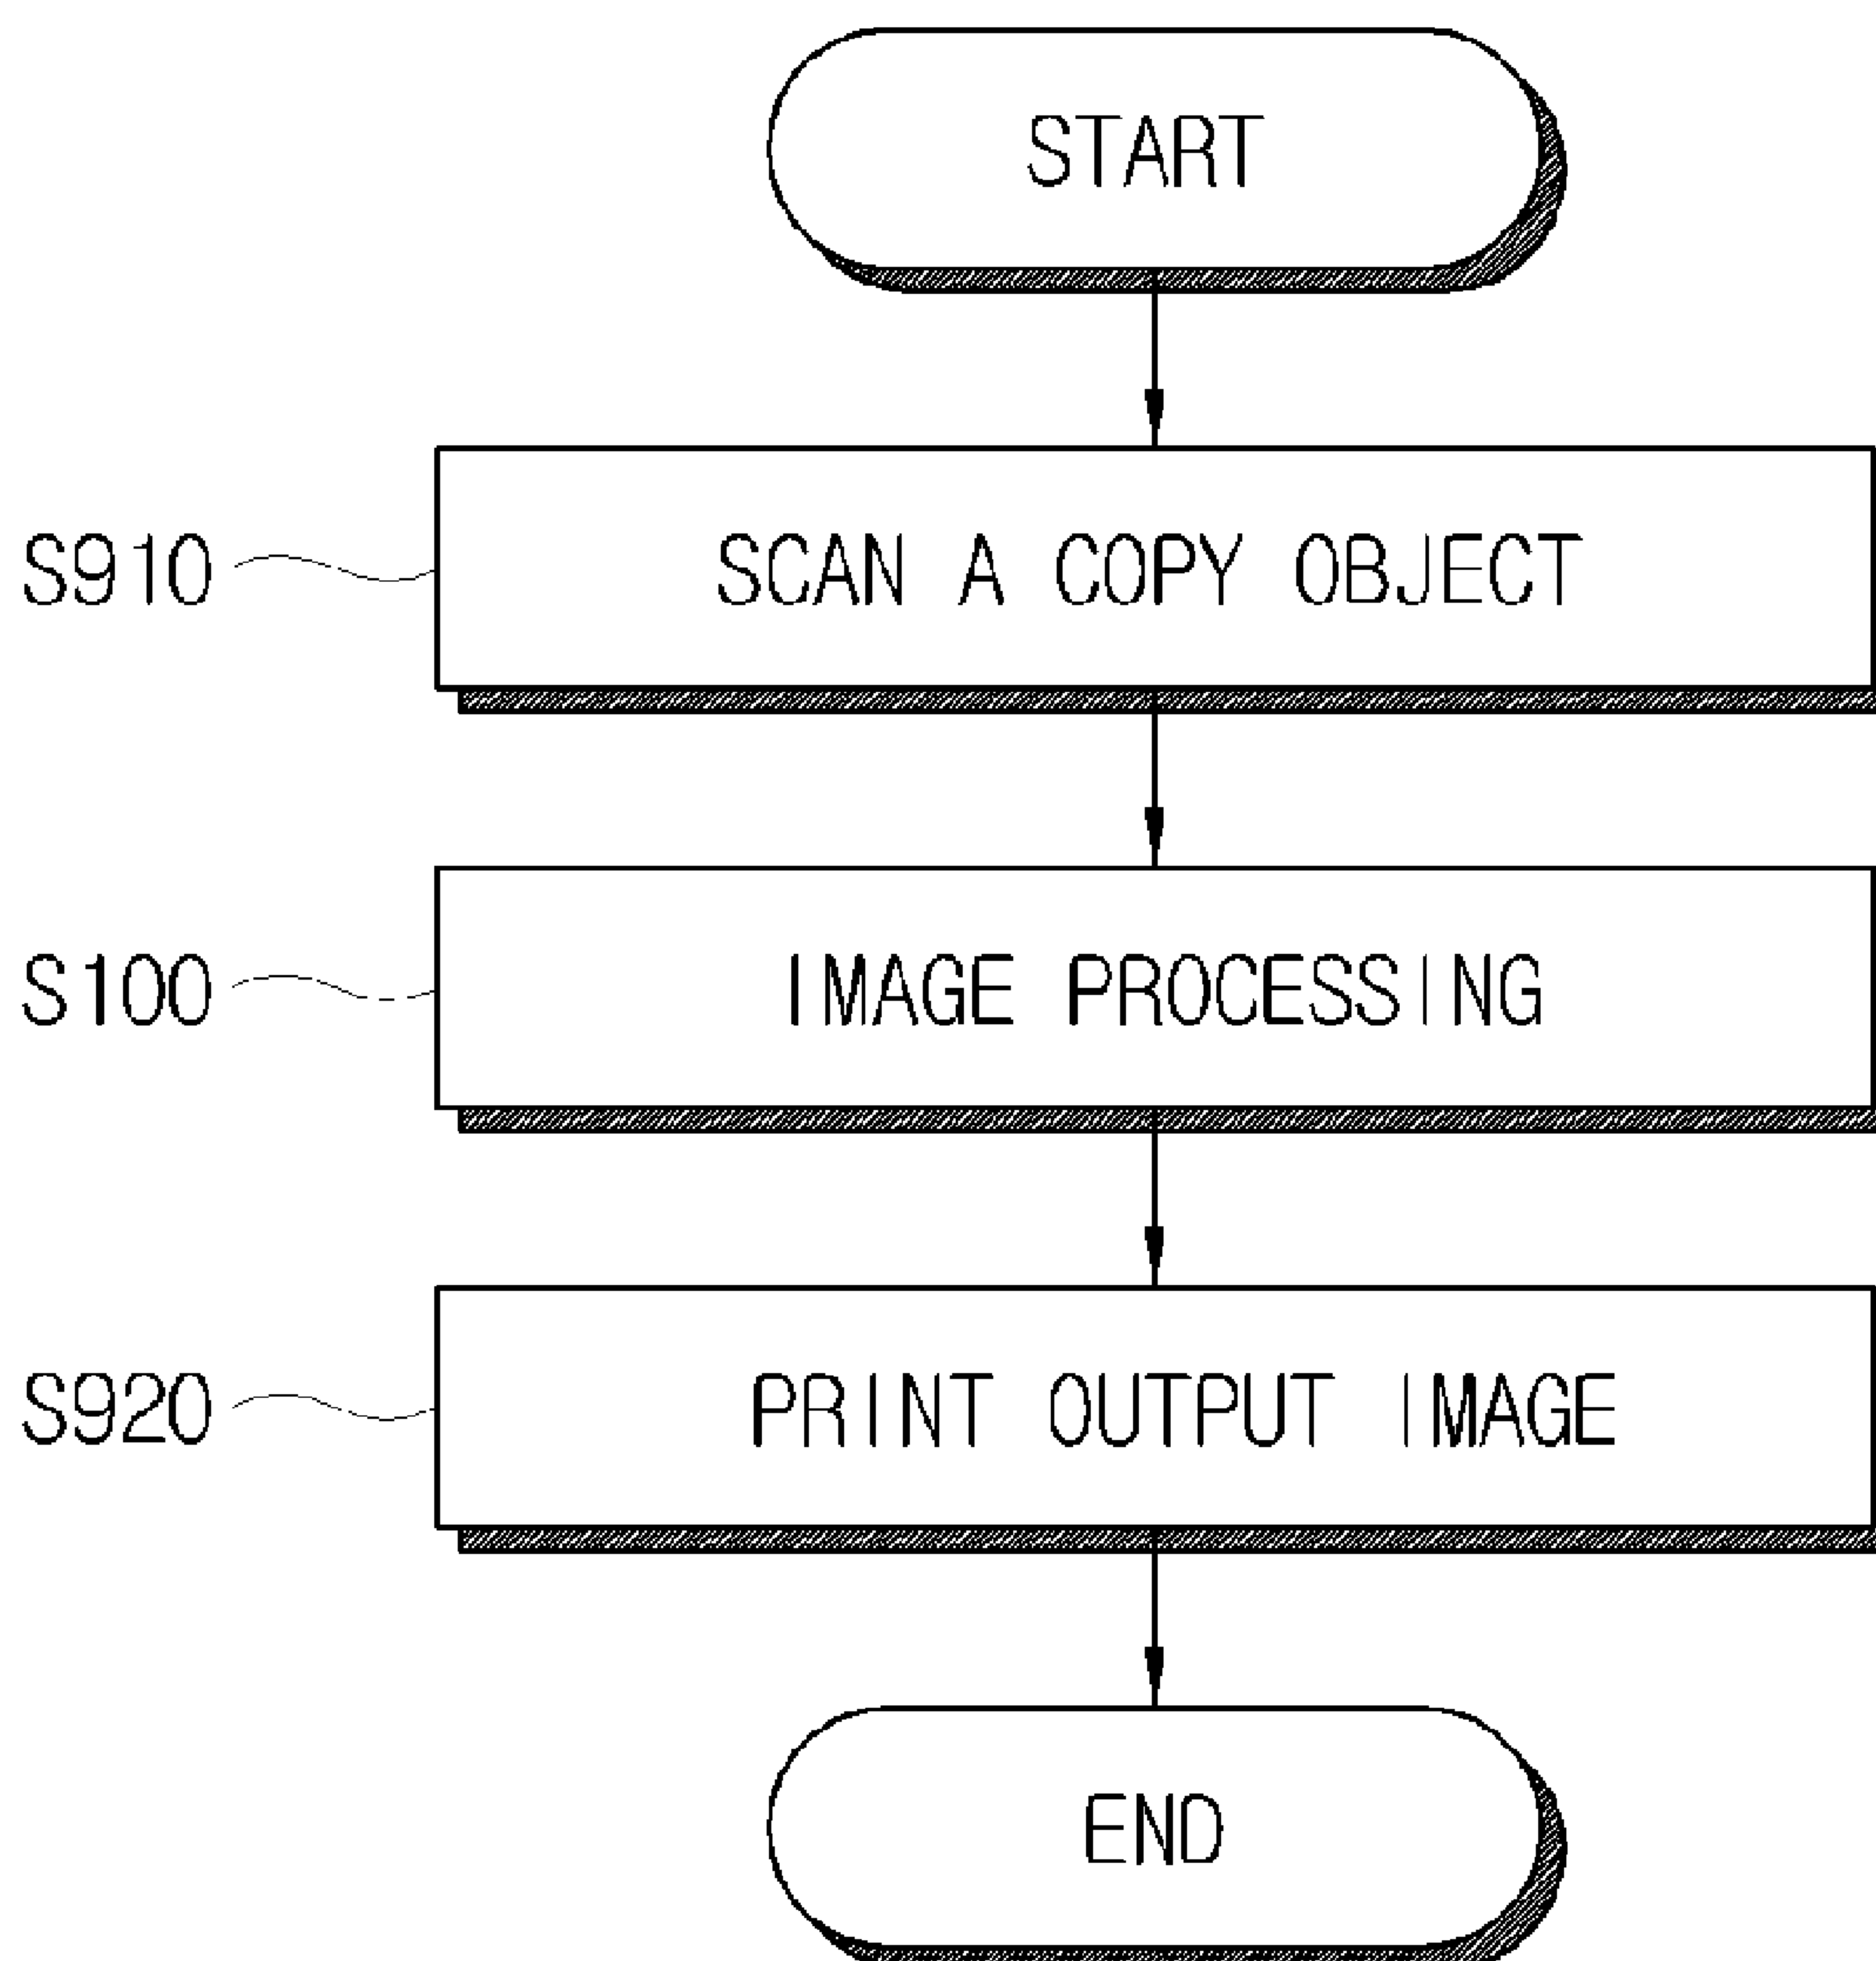 START
S910 SCAN A COPY OBJECT
S100 IMAGE PROCESSING
S920 PRINT OUTPUT IMAGE
END